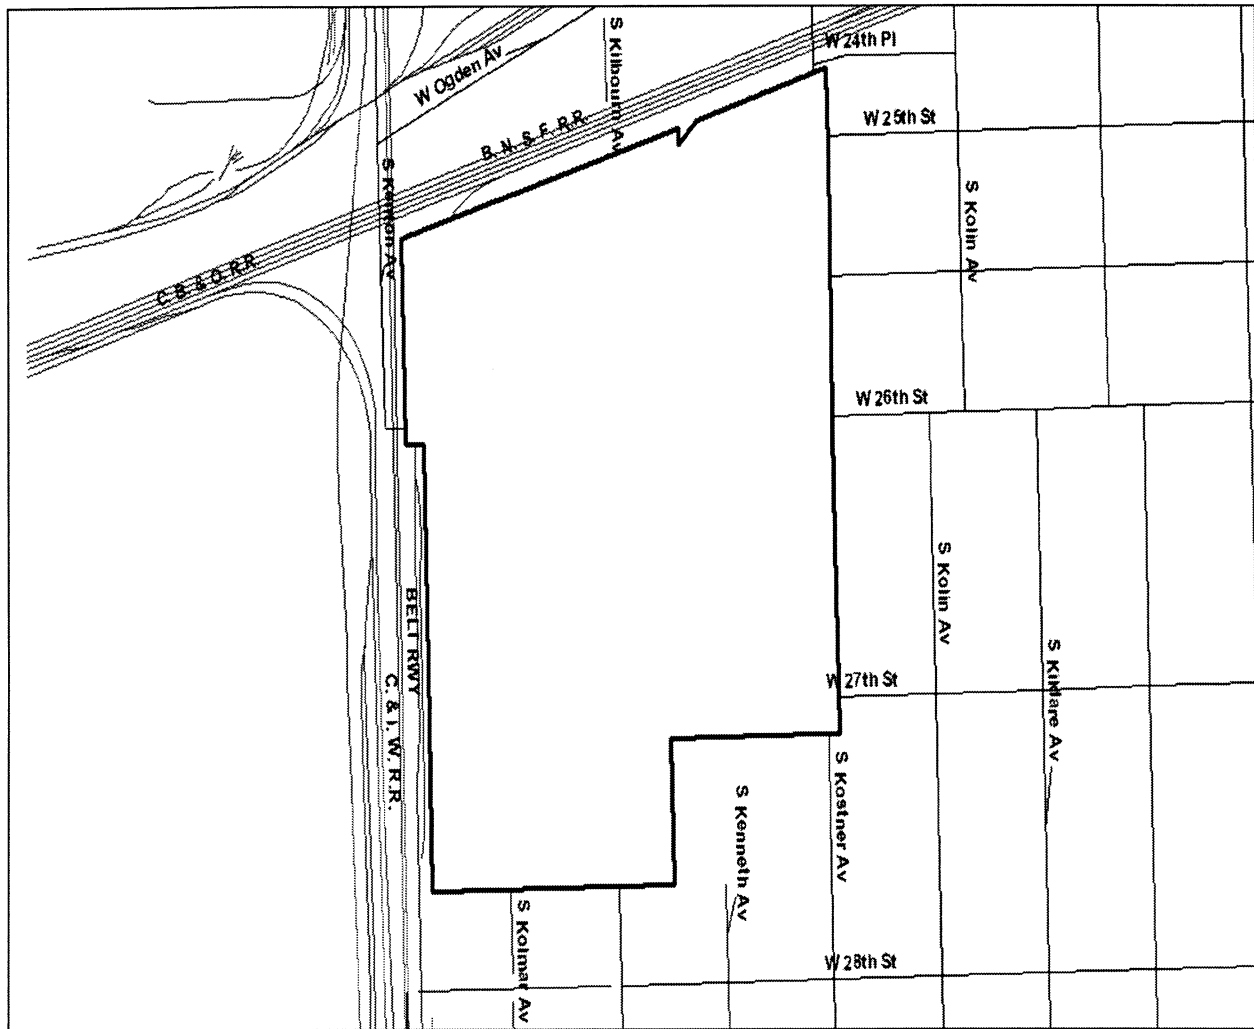 S Kilbourn Av
W 24th Pl
W Ogden Av
W 25th St
B. N. S. F. R.R.
S Kenton Av
S Kolin Av
C. B. & Q. R.R.
W 26th St
S Kolin Av
BELT RWY
S Kildare Av
W 27th St
C. & I. W. R.R.
S Kostner Av
S Kenneth Av
S Kolmar Av
W 28th St